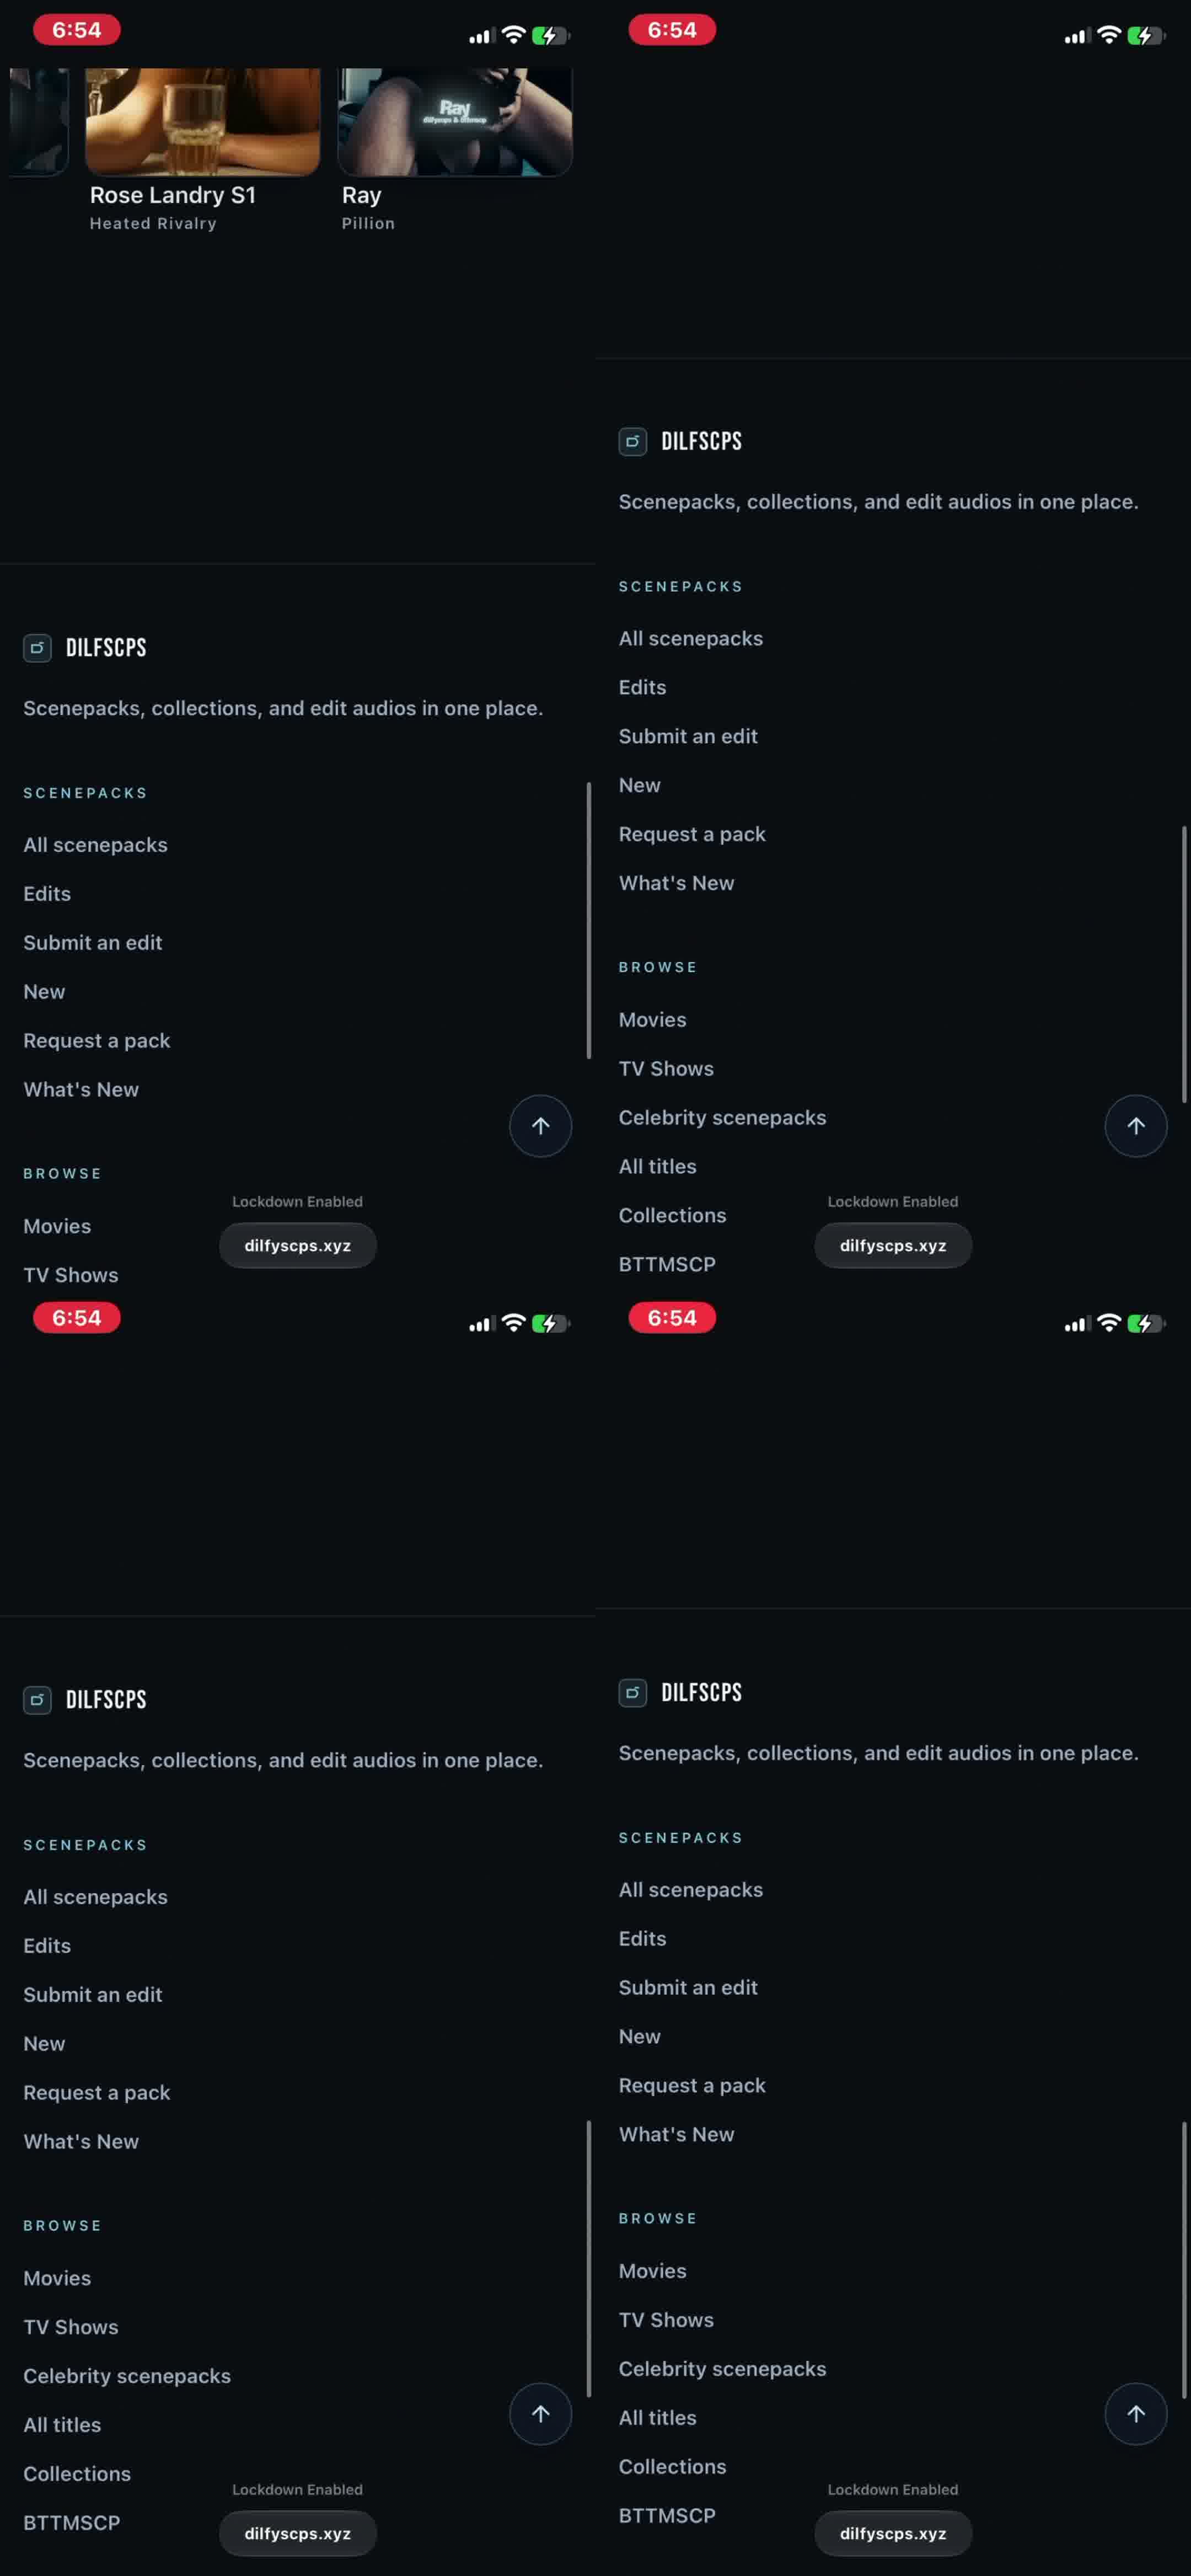 6:54
Ray
Rose Landry S1
Heated Rivalry
Ray
Pillion
DILFSCPS
Scenepacks, collections, and edit audios in one place.
SCENEPACKS
All scenepacks
Edits
Submit an edit
New
Request a pack
What's New
BROWSE
Movies
TV Shows
Lockdown Enabled
dilfyscps.xyz
6:54
DILFSCPS
Scenepacks, collections, and edit audios in one place.
SCENEPACKS
All scenepacks
Edits
Submit an edit
New
Request a pack
What's New
BROWSE
Movies
TV Shows
Celebrity scenepacks
All titles
Collections
BTTMSCP
Lockdown Enabled
dilfyscps.xyz
6:54
DILFSCPS
Scenepacks, collections, and edit audios in one place.
SCENEPACKS
All scenepacks
Edits
Submit an edit
New
Request a pack
What's New
BROWSE
Movies
TV Shows
Celebrity scenepacks
All titles
Collections
BTTMSCP
Lockdown Enabled
dilfyscps.xyz
6:54
DILFSCPS
Scenepacks, collections, and edit audios in one place.
SCENEPACKS
All scenepacks
Edits
Submit an edit
New
Request a pack
What's New
BROWSE
Movies
TV Shows
Celebrity scenepacks
All titles
Collections
BTTMSCP
Lockdown Enabled
dilfyscps.xyz